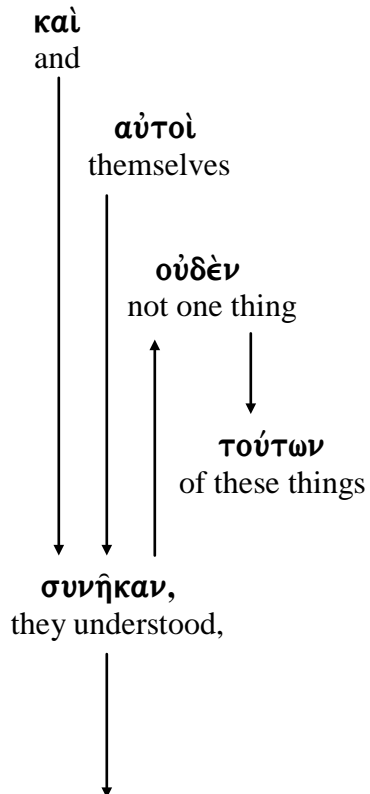 καὶ
and
αὐτοὶ
themselves
οὐδὲν
not one thing
τούτων
of these things
συνῆκαν,
they understood,